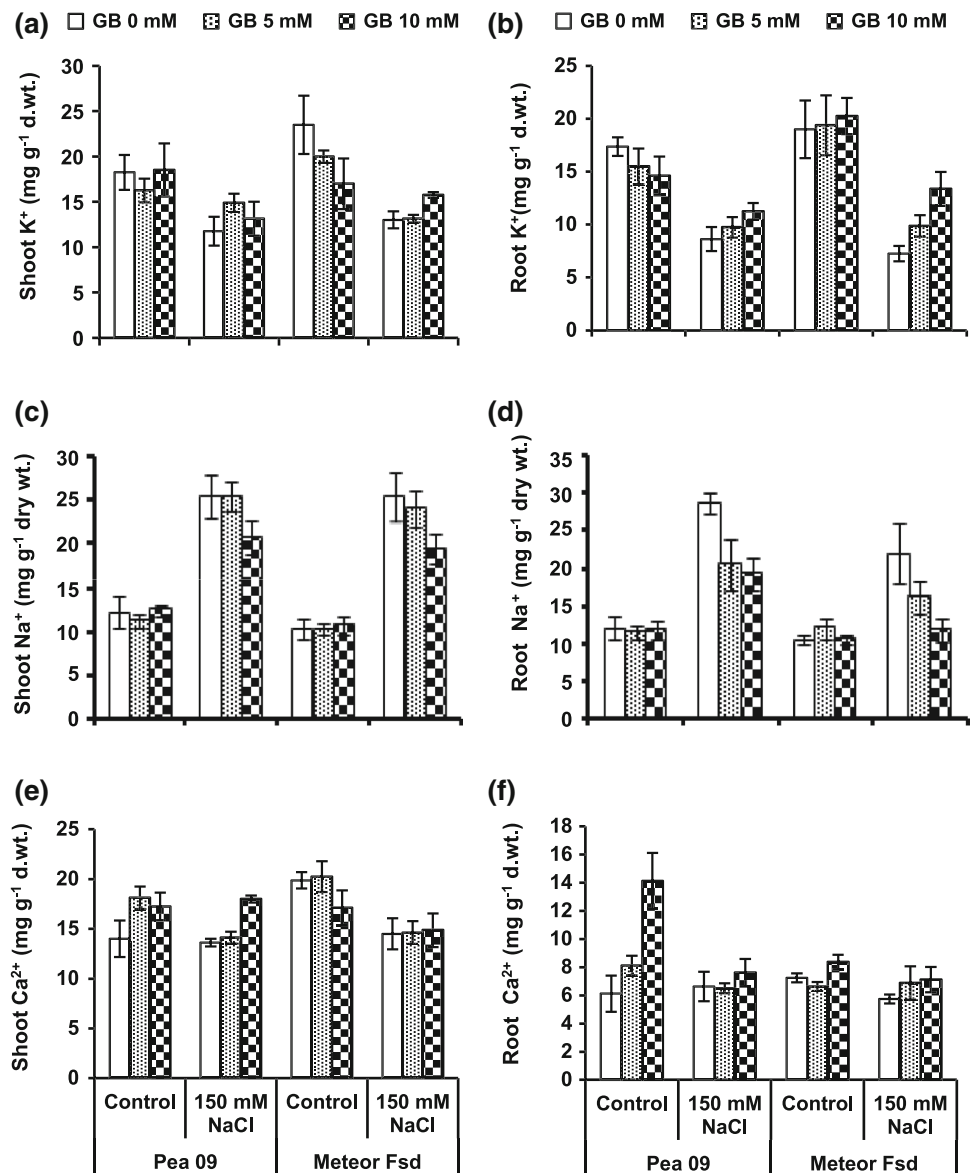 (a) GB 0 mM GB 5 mM GB 10 mM
Shoot K⁺ (mg g⁻¹ d.wt.)
30
25
20
15
10
5
0
(b) GB 0 mM GB 5 mM GB 10 mM
Root K⁺(mg g⁻¹ d.wt.)
25
20
15
10
5
0
(c)
Shoot Na⁺ (mg g⁻¹ dry wt.)
30
25
20
15
10
5
0
(d)
Root Na⁺ (mg g⁻¹ dry wt.)
35
30
25
20
15
10
5
0
(e)
Shoot Ca²⁺ (mg g⁻¹ d.wt.)
25
20
15
10
5
0
Control 150 mM NaCl Control 150 mM NaCl
Pea 09 Meteor Fsd
(f)
Root Ca²⁺ (mg g⁻¹ d.wt.)
18
16
14
12
10
8
6
4
2
0
Control 150 mM NaCl Control 150 mM NaCl
Pea 09 Meteor Fsd